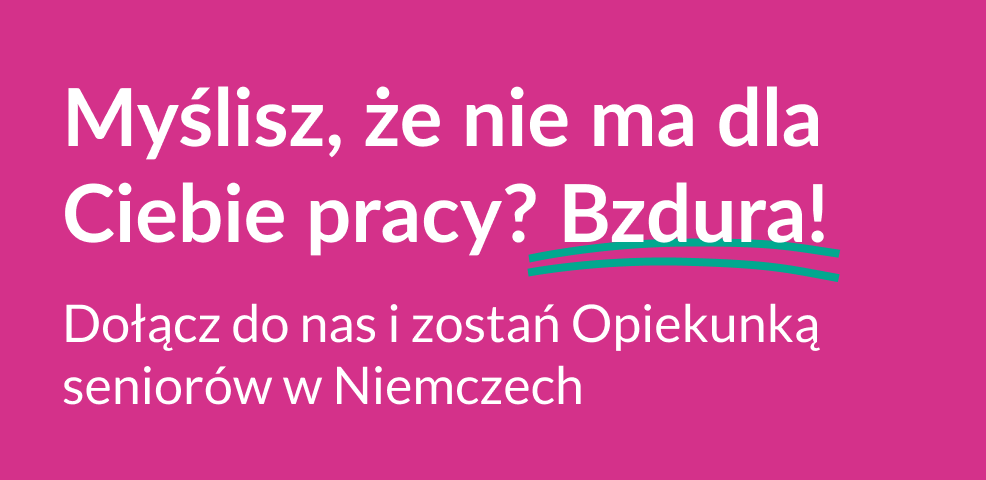 Myślisz, że nie ma dla
Ciebie pracy? Bzdura!
Dołącz do nas i zostań Opiekunką
seniorów w Niemczech